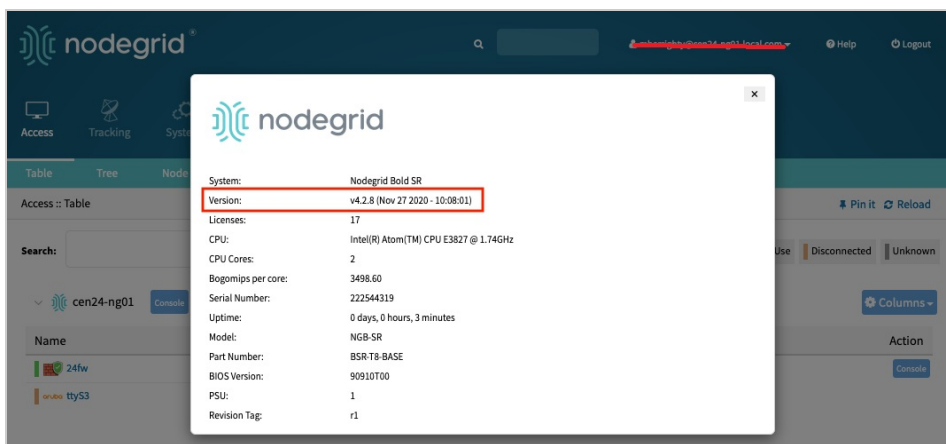 nodegrid®
Help
Logout
Access
Tracking
Syste
Table
Tree
Node
Access :: Table
Pin it
Reload
Search:
Use
Disconnected
Unknown
cen24-ng01
Console
Columns
Name
Action
24fw
Console
aruba ttyS3
×
nodegrid
System: Nodegrid Bold SR
Version: v4.2.8 (Nov 27 2020 - 10:08:01)
Licenses: 17
CPU: Intel(R) Atom(TM) CPU E3827 @ 1.74GHz
CPU Cores: 2
Bogomips per core: 3498.60
Serial Number: 222544319
Uptime: 0 days, 0 hours, 3 minutes
Model: NGB-SR
Part Number: BSR-T8-BASE
BIOS Version: 90910T00
PSU: 1
Revision Tag: r1